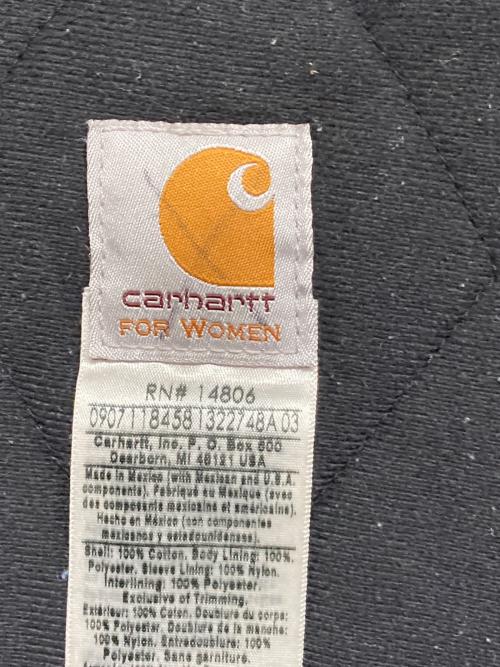 carhartt
FOR WOMEN
RN# 14806
09071184581322748A 03
Carhartt, Inc. P. O. Box 600
Dearborn, MI 48121 USA
Made in Mexico (with Mexican and U.S.A.
components). Fabriqué au Mexique (avec
des composants mexicains et américains).
Hecho en México (con componentes
mexicanos y estadounidenses).
Shell: 100% Cotton. Body Lining: 100%
Polyester. Sleeve Lining: 100% Nylon.
Interlining: 100% Polyester.
Exclusive of Trimming.
Extérieur: 100% Coton. Doublure du corps:
100% Polyester. Doublure de la manche:
100% Nylon. Entredoublure: 100%
Polyester. Sans garniture.